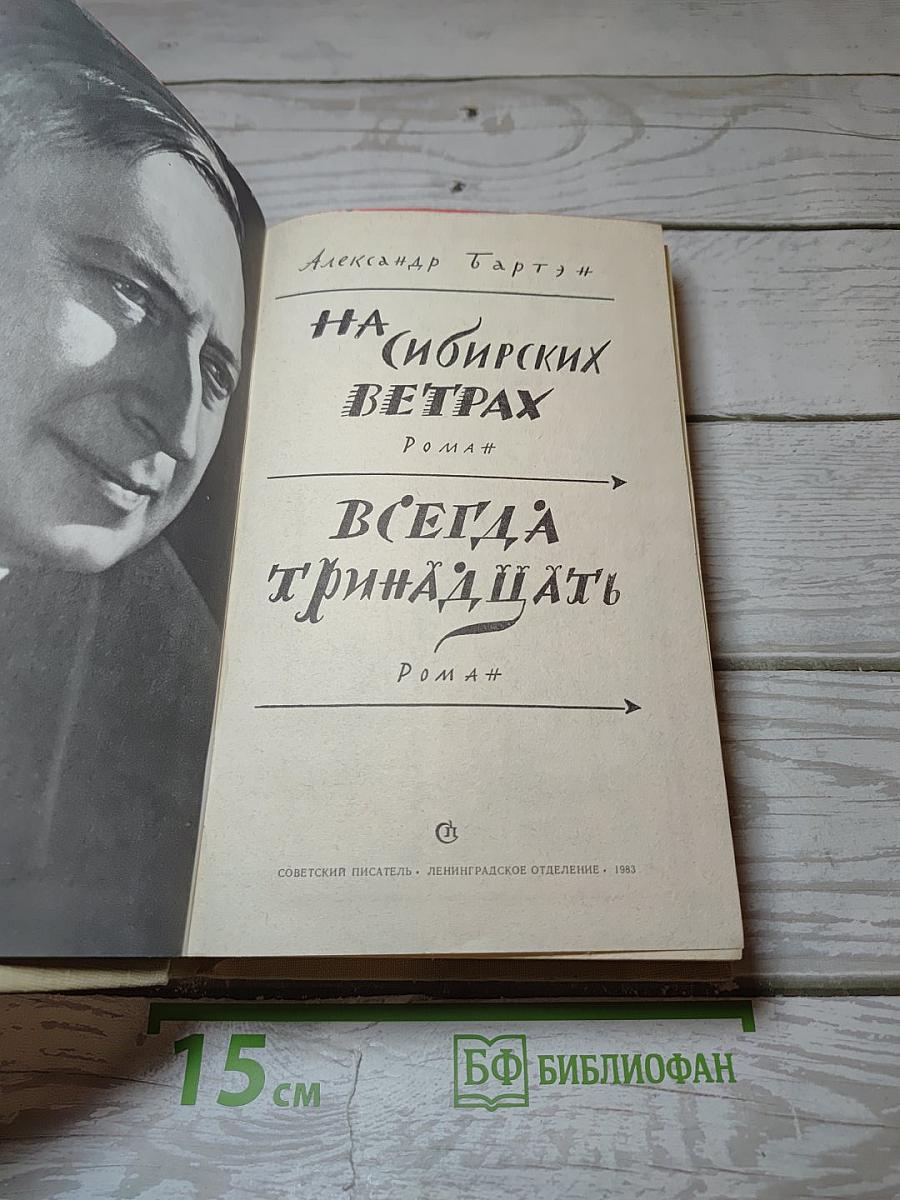 Александр Бартэн
НА
СИБИРСКИХ
ВЕТРАХ
Роман
ВСЕГДА
ТРИНАДЦАТЬ
Роман
СП
СОВЕТСКИЙ ПИСАТЕЛЬ • ЛЕНИНГРАДСКОЕ ОТДЕЛЕНИЕ • 1983
15 см
БФ БИБЛИОФАН